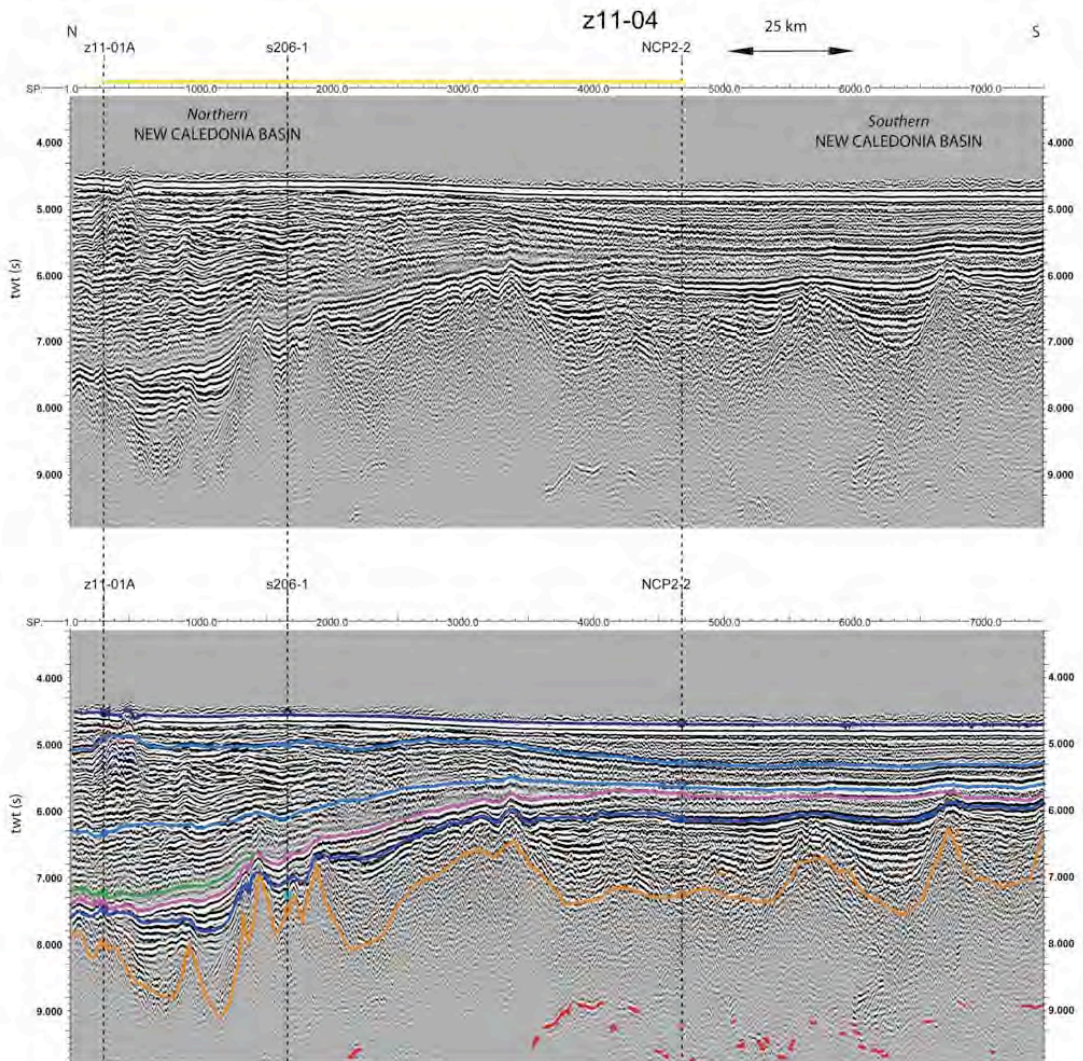 z11-04
N
25 km
S
z11-01A
s206-1
NCP2-2
SP. 1.0 1000.0 2000.0 3000.0 4000.0 5000.0 6000.0 7000.0
Northern
NEW CALEDONIA BASIN
Southern
NEW CALEDONIA BASIN
4.000 4.000
5.000 5.000
6.000 6.000
twt (s)
7.000 7.000
8.000 8.000
9.000 9.000
z11-01A
s206-1
NCP2-2
SP. 1.0 1000.0 2000.0 3000.0 4000.0 5000.0 6000.0 7000.0
4.000 4.000
5.000 5.000
6.000 6.000
twt (s)
7.000 7.000
8.000 8.000
9.000 9.000